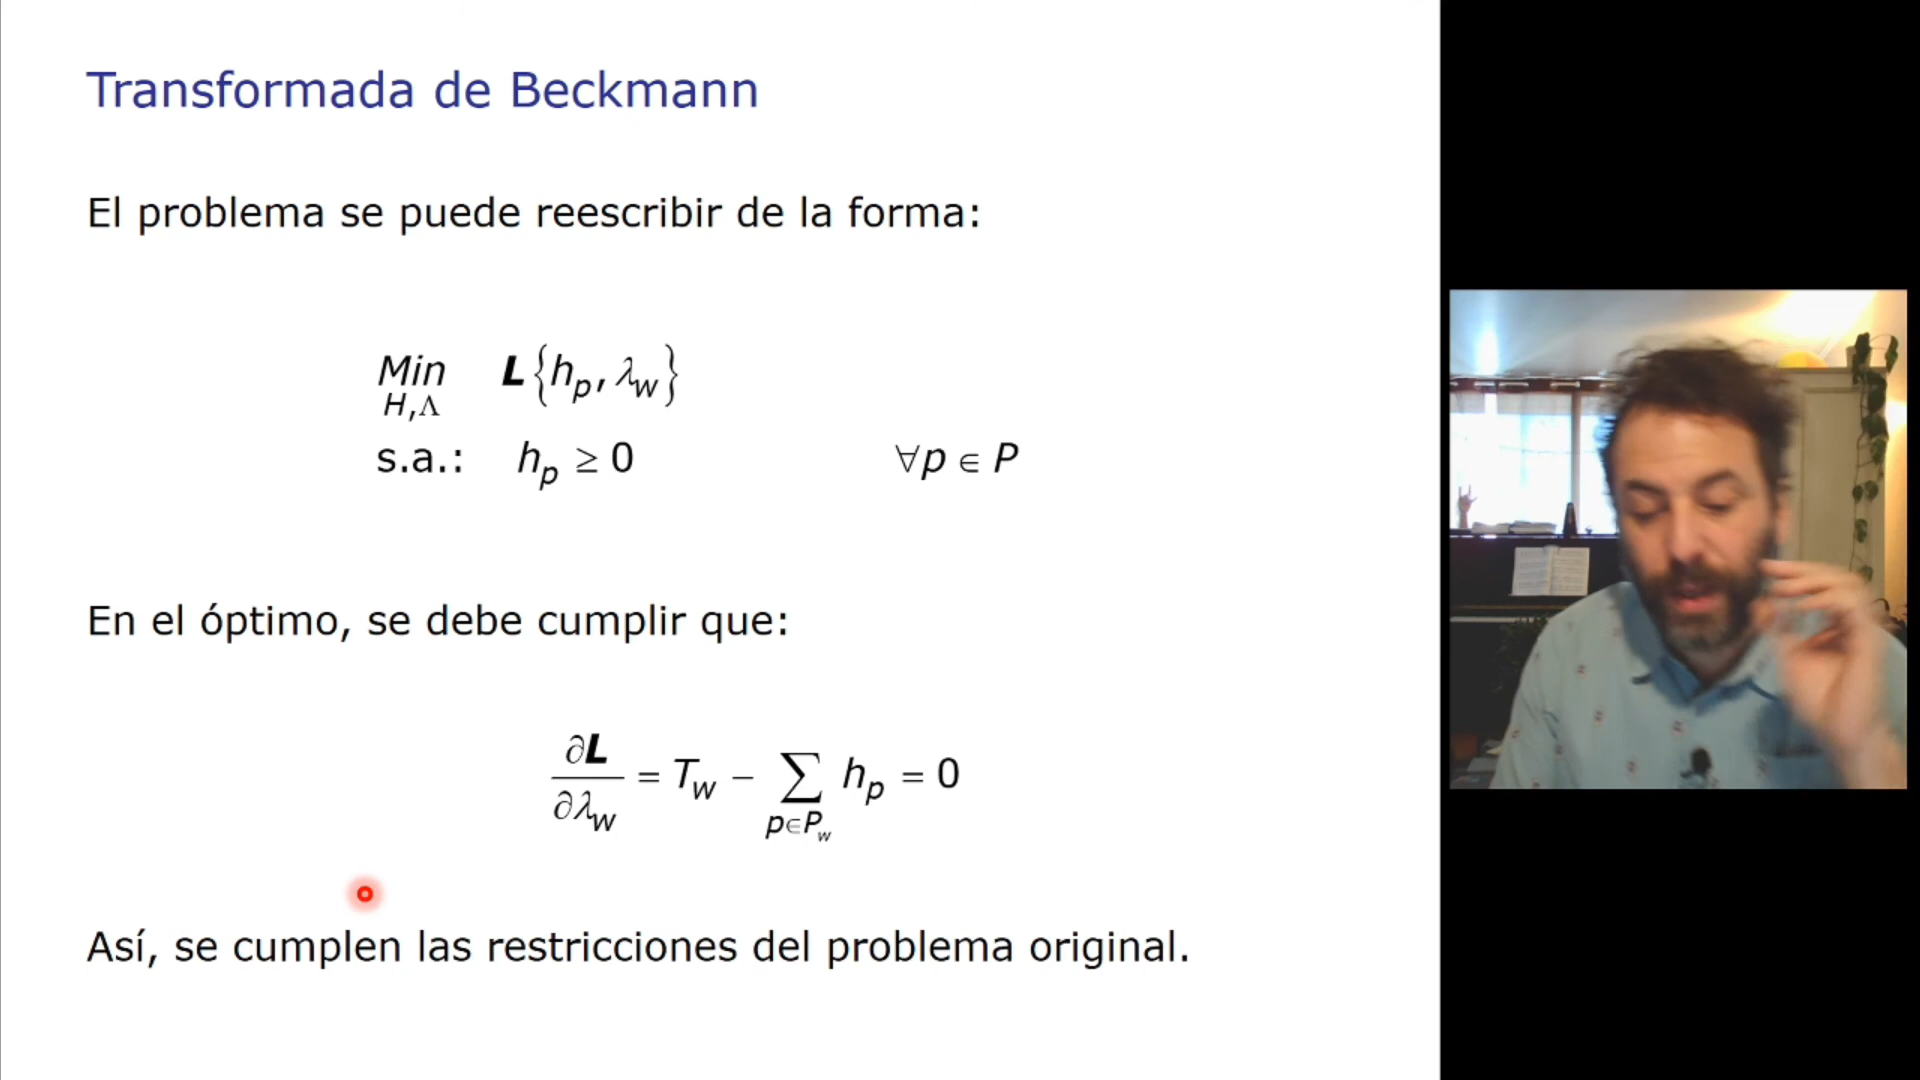 Transformada de Beckmann
El problema se puede reescribir de la forma:
Min L{h_p, λ_w}
H,Λ
s.a.: h_p ≥ 0 ∀p ∈ P
En el óptimo, se debe cumplir que:
∂L/∂λ_w = T_w − ∑_{p∈P_w} h_p = 0
Así, se cumplen las restricciones del problema original.